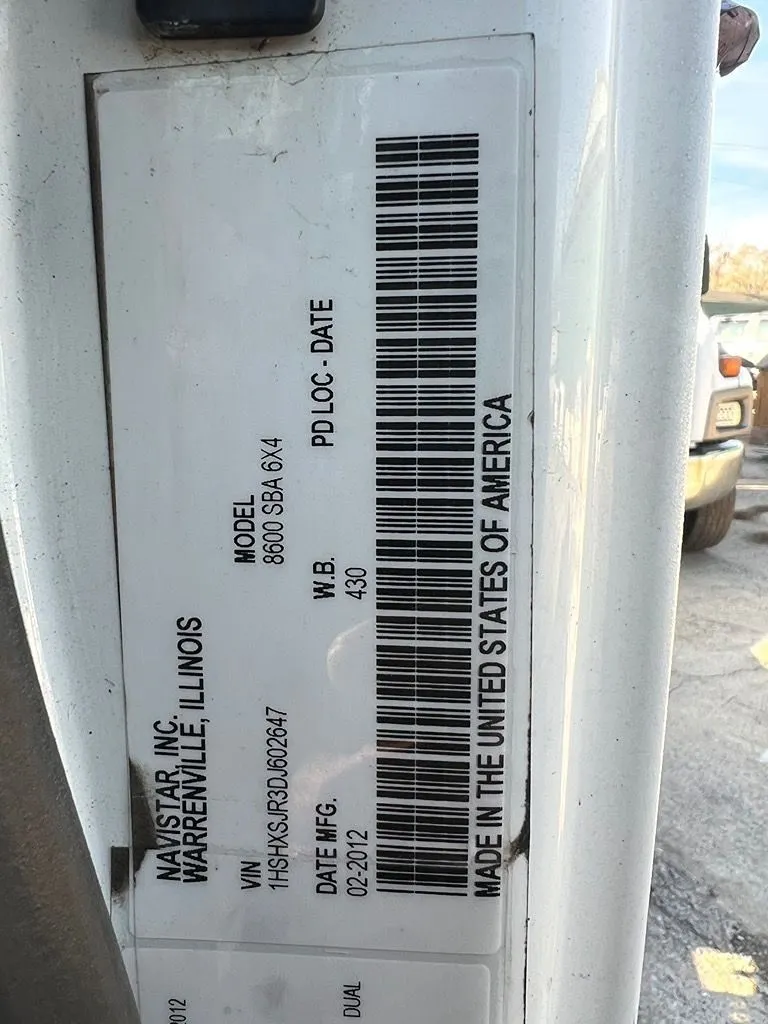 NAVISTAR, INC.
WARRENVILLE, ILLINOIS
VIN
1HSHXSJR3DJ602647
MODEL
8600 SBA 6X4
DATE MFG.
02-2012
W.B.
430
PD LOC - DATE
MADE IN THE UNITED STATES OF AMERICA
2012
DUAL